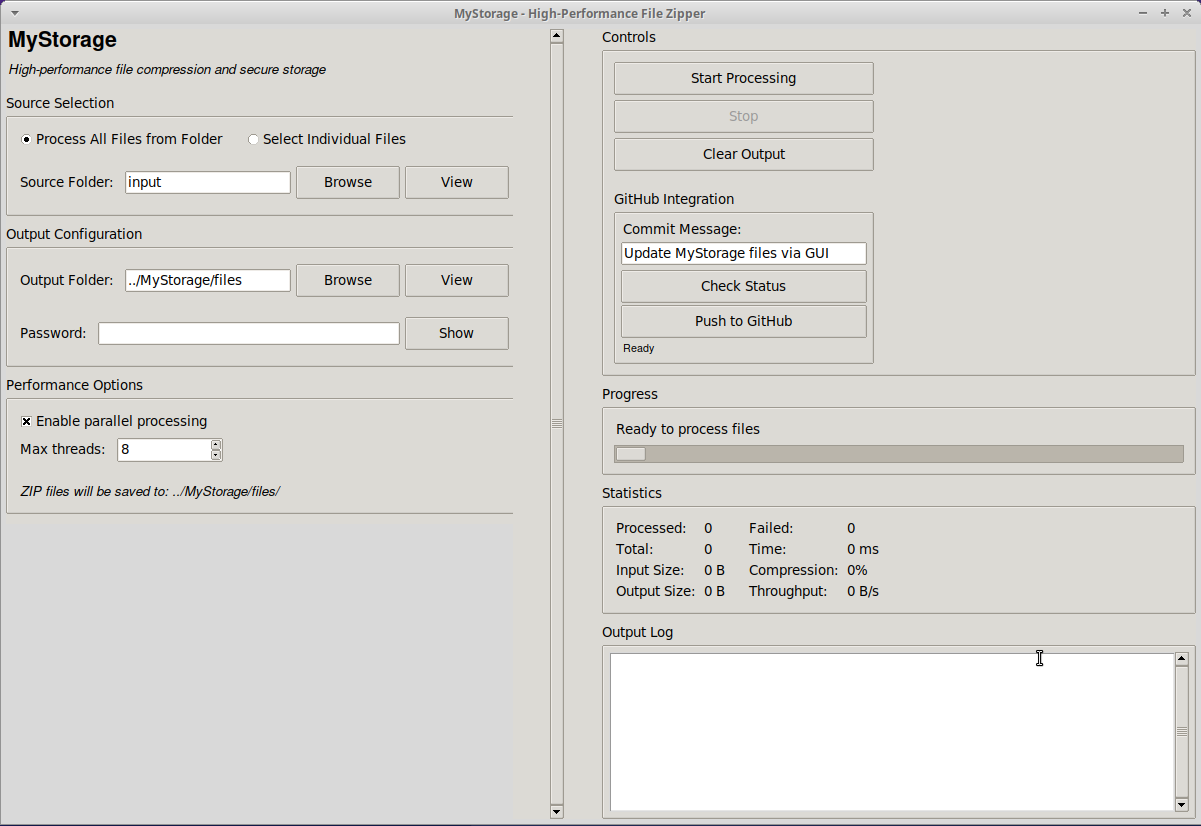 MyStorage - High-Performance File Zipper
MyStorage
High-performance file compression and secure storage
Source Selection
Process All Files from Folder Select Individual Files
Source Folder: input Browse View
Output Configuration
Output Folder: ../MyStorage/files Browse View
Password: Show
Performance Options
Enable parallel processing
Max threads: 8
ZIP files will be saved to: ../MyStorage/files/
Controls
Start Processing
Stop
Clear Output
GitHub Integration
Commit Message:
Update MyStorage files via GUI
Check Status
Push to GitHub
Ready
Progress
Ready to process files
Statistics
Processed: 0 Failed: 0
Total: 0 Time: 0 ms
Input Size: 0 B Compression: 0%
Output Size: 0 B Throughput: 0 B/s
Output Log